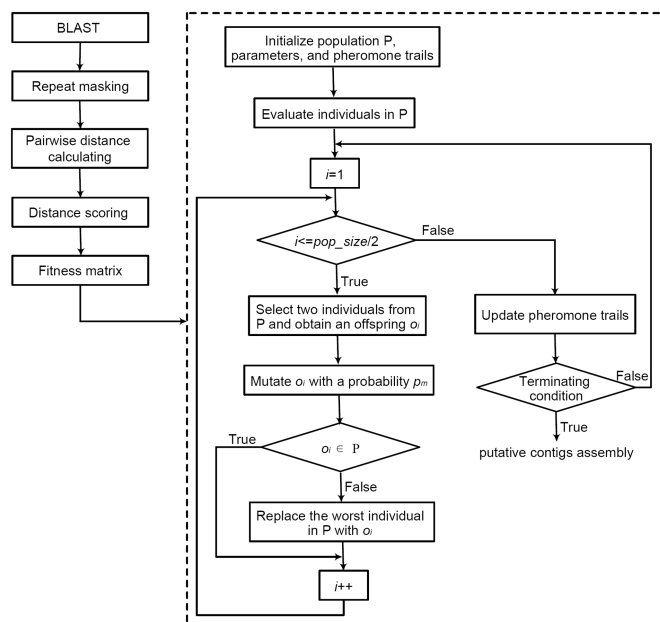 BLAST
Repeat masking
Pairwise distance
calculating
Distance scoring
Fitness matrix
Initialize population P,
parameters, and pheromone trails
Evaluate individuals in P
i=1
i<=pop_size/2
False
True
Select two individuals from
P and obtain an offspring oi
Mutate oi with a probability pm
True
oi ∈ P
False
Replace the worst individual
in P with oi
i++
Update pheromone trails
Terminating
condition
False
True
putative contigs assembly